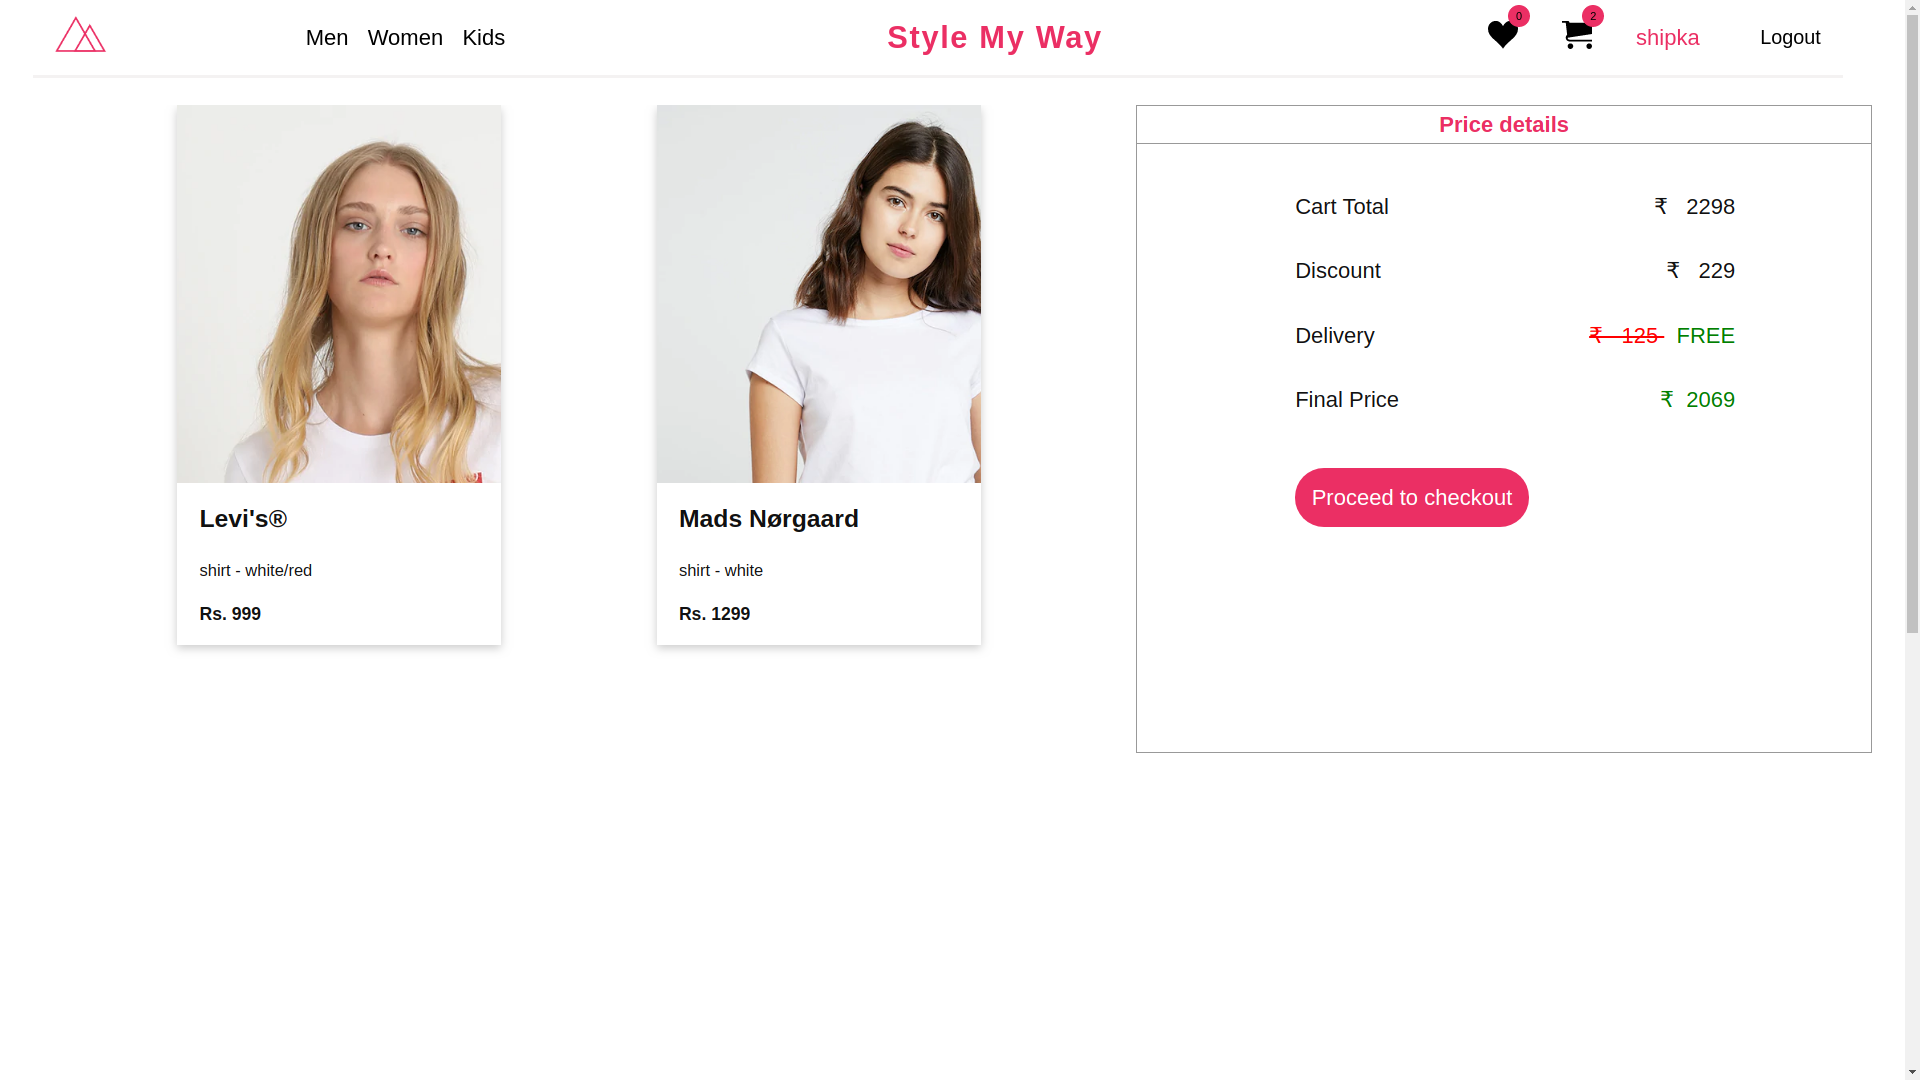 Men Women Kids
Style My Way
0
2
shipka
Logout
Levi's®
shirt - white/red
Rs. 999
Mads Nørgaard
shirt - white
Rs. 1299
Price details
Cart Total ₹ 2298
Discount ₹ 229
Delivery ₹ 125 FREE
Final Price ₹ 2069
Proceed to checkout